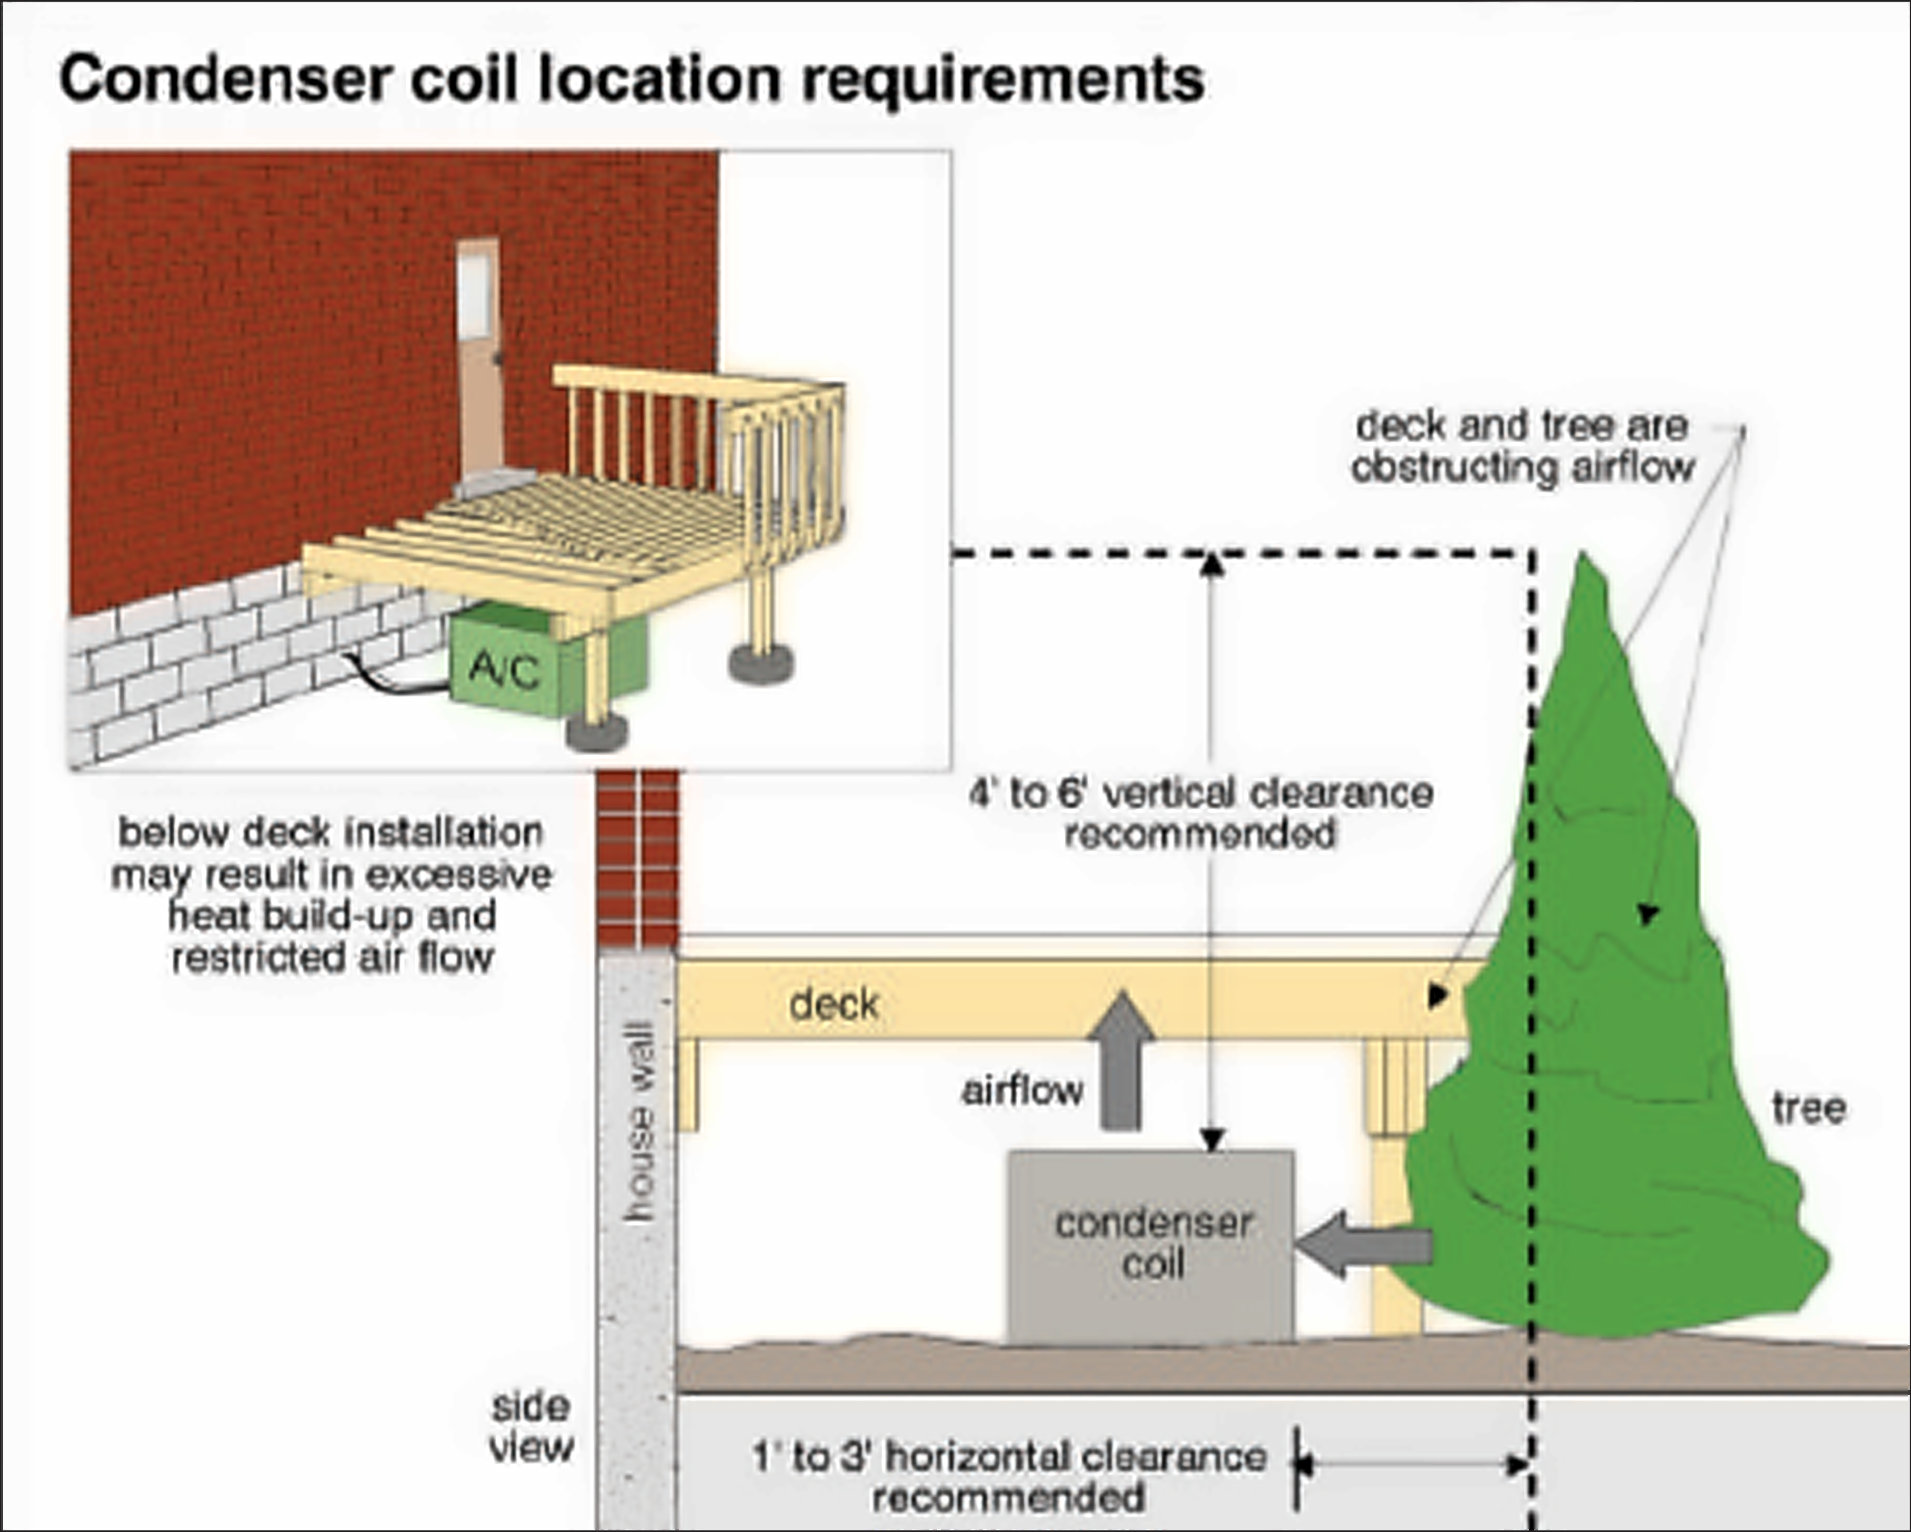 Condenser coil location requirements
A/C
deck and tree are
obstructing airflow
4' to 6' vertical clearance
recommended
below deck installation
may result in excessive
heat build-up and
restricted air flow
deck
house wall
airflow
tree
condenser
coil
side
view
1' to 3' horizontal clearance
recommended